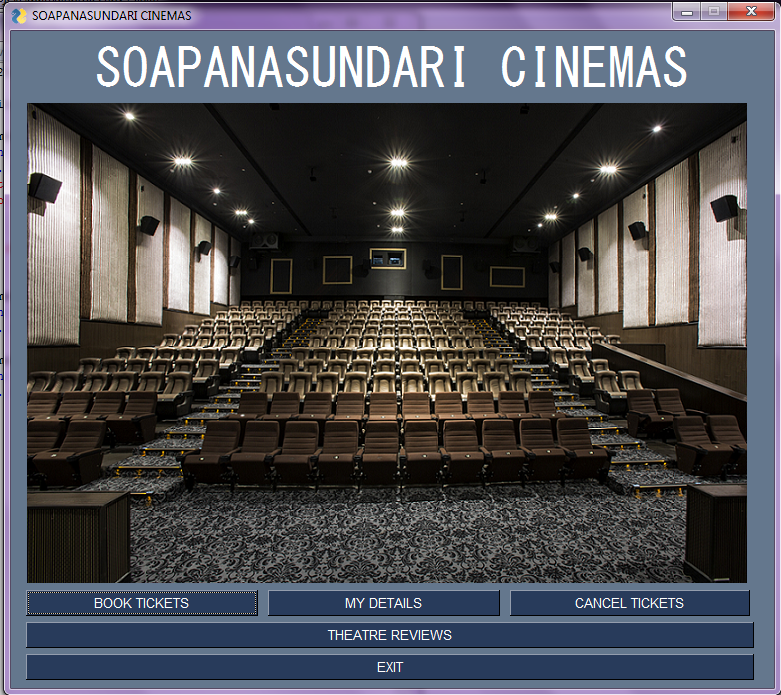 SOAPANASUNDARI CINEMAS
SOAPANASUNDARI CINEMAS
BOOK TICKETS MY DETAILS CANCEL TICKETS
THEATRE REVIEWS
EXIT